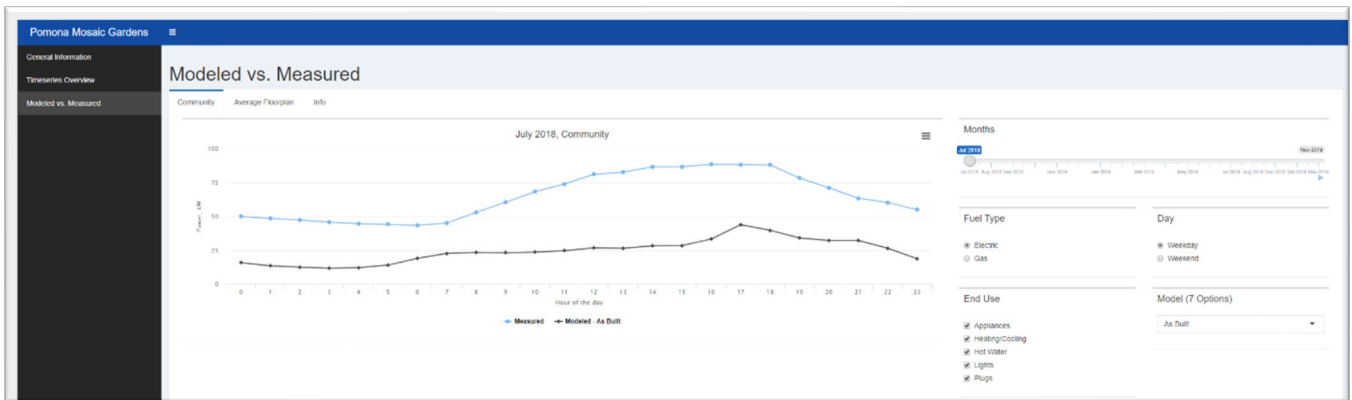 Pomona Mosaic Gardens
General Information
Timeseries Overview
Modeled vs. Measured
Modeled vs. Measured
Community Average Floorplan Info
July 2018, Community
100
75
50
25
0
Power, kW
0 1 2 3 4 5 6 7 8 9 10 11 12 13 14 15 16 17 18 19 20 21 22 23
Hour of the day
Measured Modeled - As Built
Months
Jul 2018 Nov 2019
Fuel Type
Electric
Gas
Day
Weekday
Weekend
End Use
Appliances
Heating/Cooling
Hot Water
Lights
Plugs
Model (7 Options)
As Built